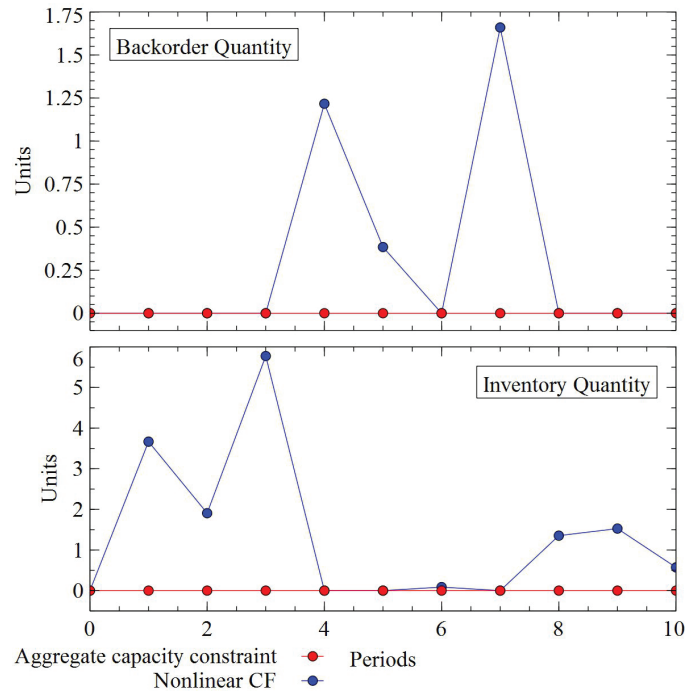 1.75
Backorder Quantity
1.5
1.25
1
Units
0.75
0.5
0.25
0
6
Inventory Quantity
5
4
Units
3
2
1
0
0 2 4 6 8 10
Aggregate capacity constraint Periods
Nonlinear CF